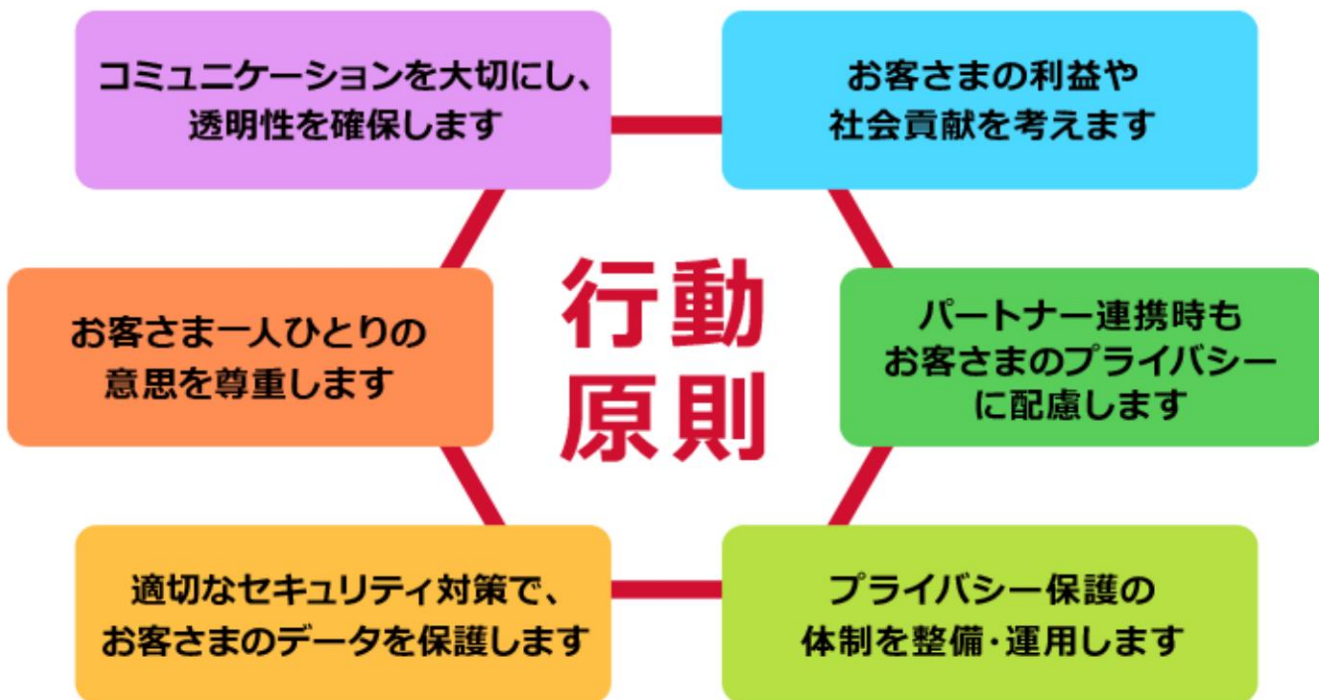 コミュニケーションを大切にし、
透明性を確保します
お客さまの利益や
社会貢献を考えます
行動
原則
お客さま一人ひとりの
意思を尊重します
パートナー連携時も
お客さまのプライバシー
に配慮します
適切なセキュリティ対策で、
お客さまのデータを保護します
プライバシー保護の
体制を整備・運用します